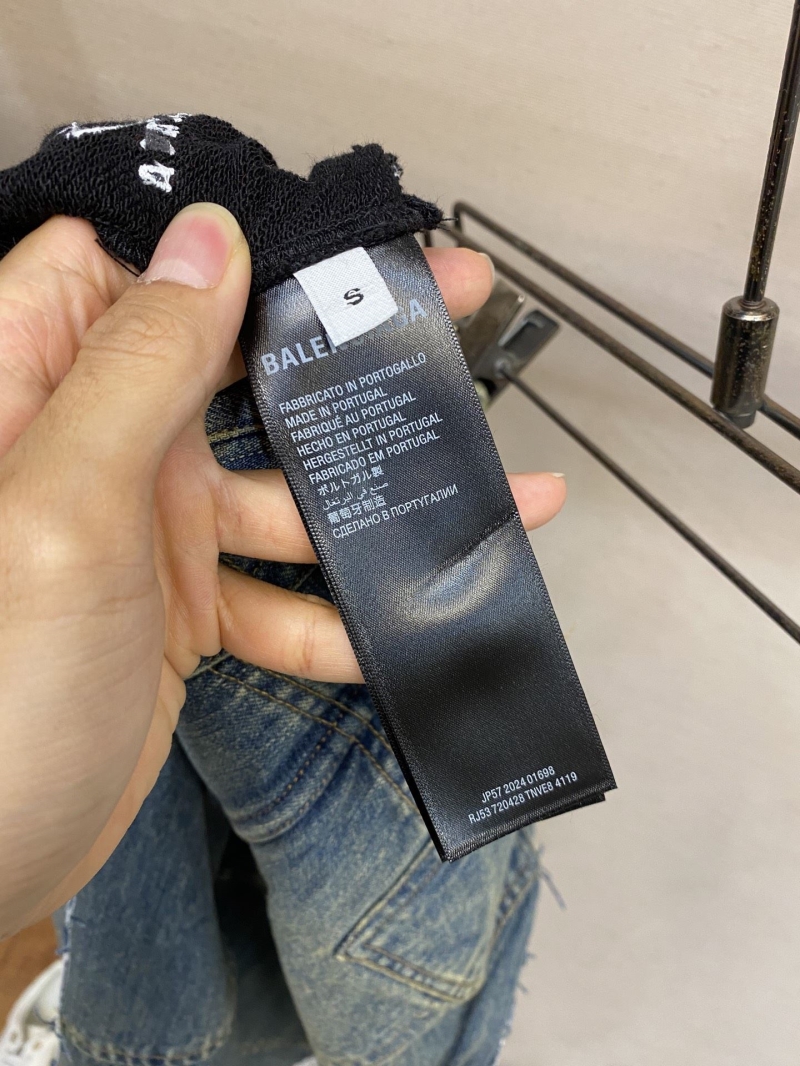 S
FABBRICATO IN PORTOGALLO
MADE IN PORTUGAL
FABRIQUÉ AU PORTUGAL
HECHO EN PORTUGAL
HERGESTELLT IN PORTUGAL
FABRICADO EM PORTUGAL
ポルトガル製
صنع في البرتغال
葡萄牙制造
СДЕЛАНО В ПОРТУГАЛИИ
JP57 2024 01698
RJ53 720428 TNVE8 4119